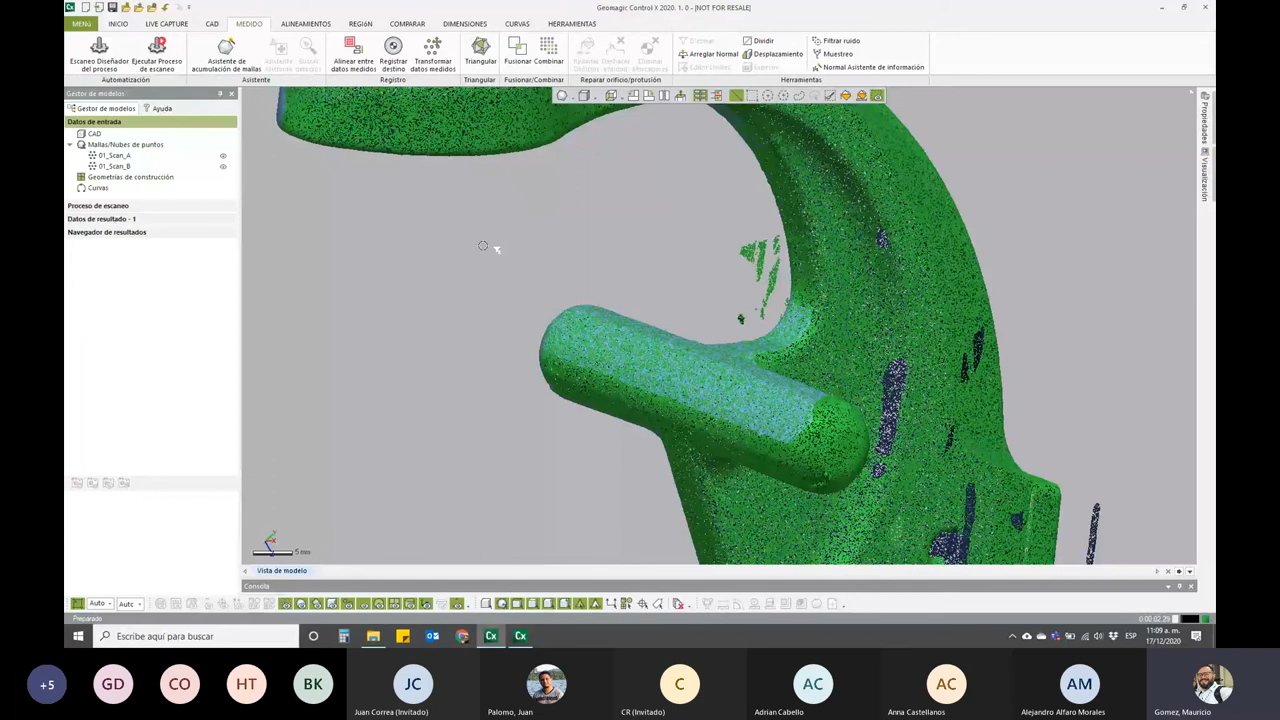 Geomagic Control X 2020. 1. 0 - [NOT FOR RESALE]
MENÚ INICIO LIVE CAPTURE CAD MEDIDO ALINEAMIENTOS REGIÓN COMPARAR DIMENSIONES CURVAS HERRAMIENTAS
Escaneo Diseñador del proceso
Ejecutar Proceso de escaneo
Asistente de acumulación de mallas
Alinear entre datos medidos
Registrar destino
Transformar datos medidos
Triangular
Fusionar
Combinar
Dividir
Arreglar Normal
Desplazamiento
Filtrar ruido
Muestreo
Normal Asistente de información
Automatización
Asistente
Registro
Triangular
Fusionar/Combinar
Reparar orificio/protusión
Herramientas
Gestor de modelos
Gestor de modelos
Ayuda
Datos de entrada
CAD
Mallas/Nubes de puntos
01_Scan_A
01_Scan_B
Geometrías de construcción
Curvas
Proceso de escaneo
Datos de resultado - 1
Navegador de resultados
Propiedades
Visualización
5 mm
Vista de modelo
Consola
Auto
Autc
Preparado
0:00:02:29
Escribe aquí para buscar
ESP
11:09 a. m.
17/12/2020
+5
GD
CO
HT
BK
JC
C
AC
AC
AM
Juan Correa (Invitado)
Palomo, Juan
CR (Invitado)
Adrian Cabello
Anna Castellanos
Alejandro Alfaro Morales
Gomez, Mauricio